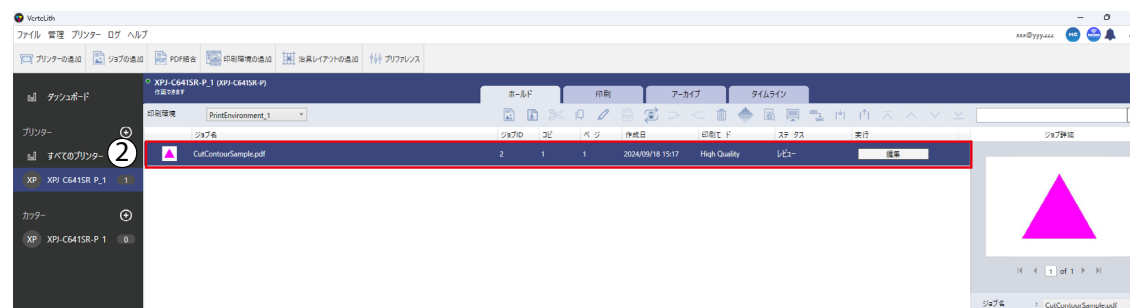 VerteLith
ファイル 管理 プリンター ログ ヘルプ
xxx@yyy.zzz
プリンターの追加 ジョブの追加 PDF結合 印刷環境の追加 治具レイアウトの追加 プリファレンス
XPJ-C641SR-P_1 (XPJ-C641SR-P)
作画できます
ダッシュボード
ホールド 印刷 アーカイブ タイムライン
印刷環境 PrintEnvironment_1
プリンター
ジョブ名 ジョブID コピ ペ ジ 作成日 印刷モ ド ステ タス 実行 ジョブ詳細
すべてのプリンター
②
CutContourSample.pdf 2 1 1 2024/09/18 15:17 High Quality レビュー 編集
XP XPJ C641SR P_1 1
カッター
XP XPJ-C641SR-P 1 0
1 of 1
ジョブ名 : CutContourSample.pdf